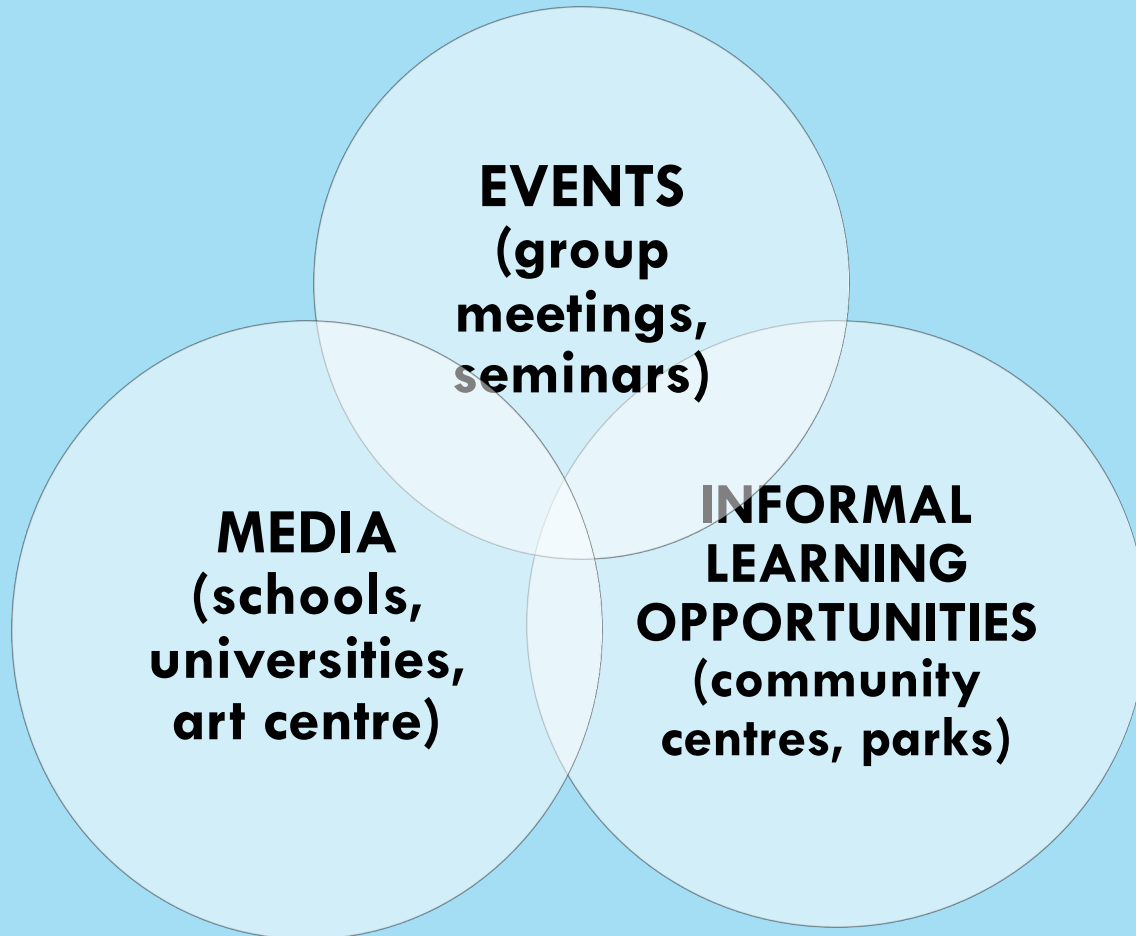 EVENTS
(group
meetings,
seminars)
MEDIA
(schools,
universities,
art centre)
INFORMAL
LEARNING
OPPORTUNITIES
(community
centres, parks)